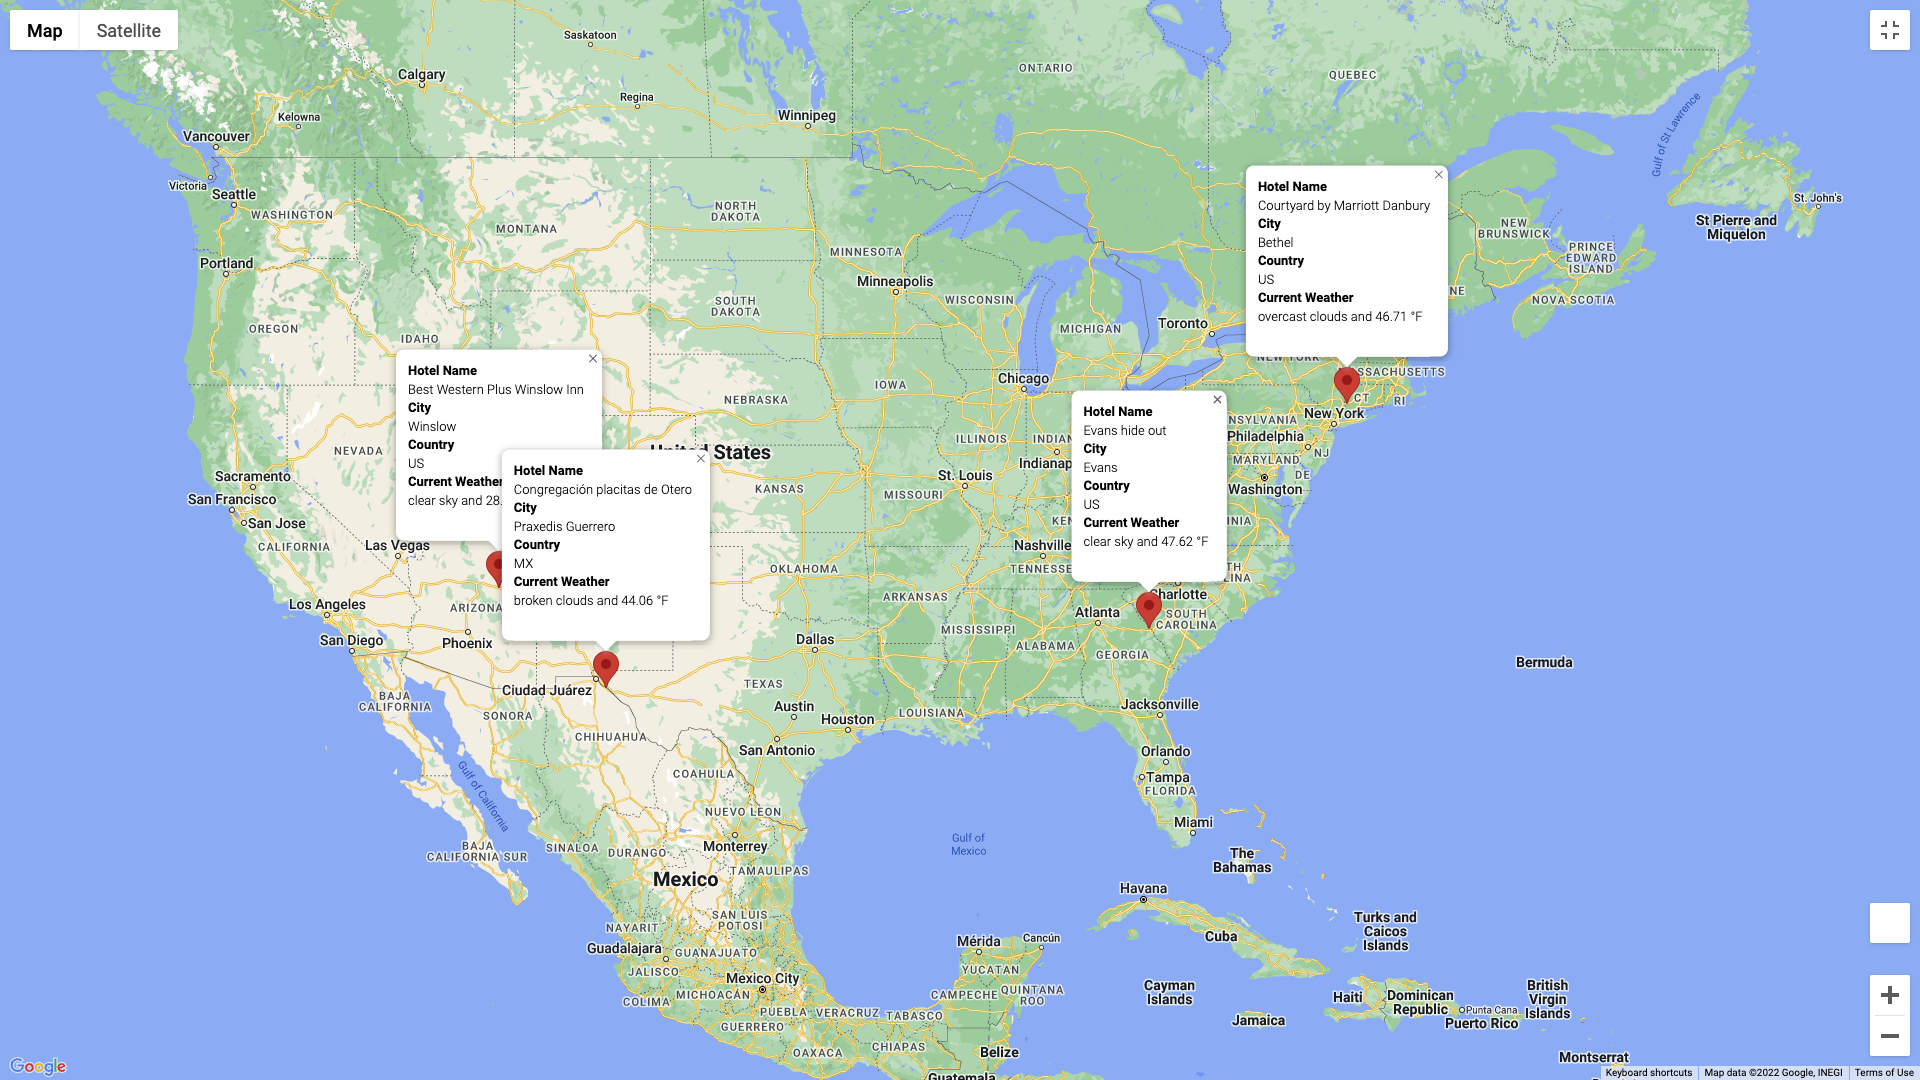 Map
Satellite
Saskatoon
Calgary
ONTARIO
QUEBEC
Regina
Kelowna
Winnipeg
Gulf of St Lawrence
Vancouver
Victoria
Seattle
WASHINGTON
MONTANA
NORTH
DAKOTA
MINNESOTA
St. John's
St Pierre and
Miquelon
NEW
BRUNSWICK
PRINCE
EDWARD
ISLAND
NOVA SCOTIA
Portland
Minneapolis
SOUTH
DAKOTA
WISCONSIN
MICHIGAN
Toronto
OREGON
IDAHO
Hotel Name
Courtyard by Marriott Danbury
City
Bethel
Country
US
Current Weather
overcast clouds and 46.71 °F
NEW YORK
CT
RI
New York
Philadelphia
NJ
MARYLAND
DE
Washington
Chicago
IOWA
NEBRASKA
ILLINOIS
St. Louis
MISSOURI
KANSAS
United States
NEVADA
Sacramento
San Francisco
San Jose
CALIFORNIA
Las Vegas
Hotel Name
Best Western Plus Winslow Inn
City
Winslow
Country
US
Current Weather
clear sky and 28.
Hotel Name
Congregación placitas de Otero
City
Praxedis Guerrero
Country
MX
Current Weather
broken clouds and 44.06 °F
Hotel Name
Evans hide out
City
Evans
Country
US
Current Weather
clear sky and 47.62 °F
Nashville
OKLAHOMA
ARKANSAS
Los Angeles
ARIZONA
San Diego
Phoenix
Charlotte
Atlanta
SOUTH
CAROLINA
MISSISSIPPI
ALABAMA
GEORGIA
Dallas
TEXAS
Bermuda
BAJA
CALIFORNIA
Ciudad Juárez
SONORA
CHIHUAHUA
Austin
Houston
San Antonio
LOUISIANA
Jacksonville
Orlando
Tampa
FLORIDA
Miami
COAHUILA
Gulf of California
NUEVO LEON
Monterrey
BAJA
CALIFORNIA SUR
SINALOA
DURANGO
TAMAULIPAS
Gulf of
Mexico
The
Bahamas
Mexico
Havana
SAN LUIS
POTOSI
NAYARIT
Guadalajara
GUANAJUATO
JALISCO
Mérida
Cancún
YUCATAN
Cuba
Turks and
Caicos
Islands
Mexico City
COLIMA
MICHOACÁN
CAMPECHE
QUINTANA
ROO
Cayman
Islands
Haiti
Dominican
Republic
Punta Cana
Puerto Rico
British
Virgin
Islands
PUEBLA
VERACRUZ
TABASCO
GUERRERO
Jamaica
OAXACA
CHIAPAS
Belize
Guatemala
Montserrat
Google
Keyboard shortcuts
Map data ©2022 Google, INEGI
Terms of Use